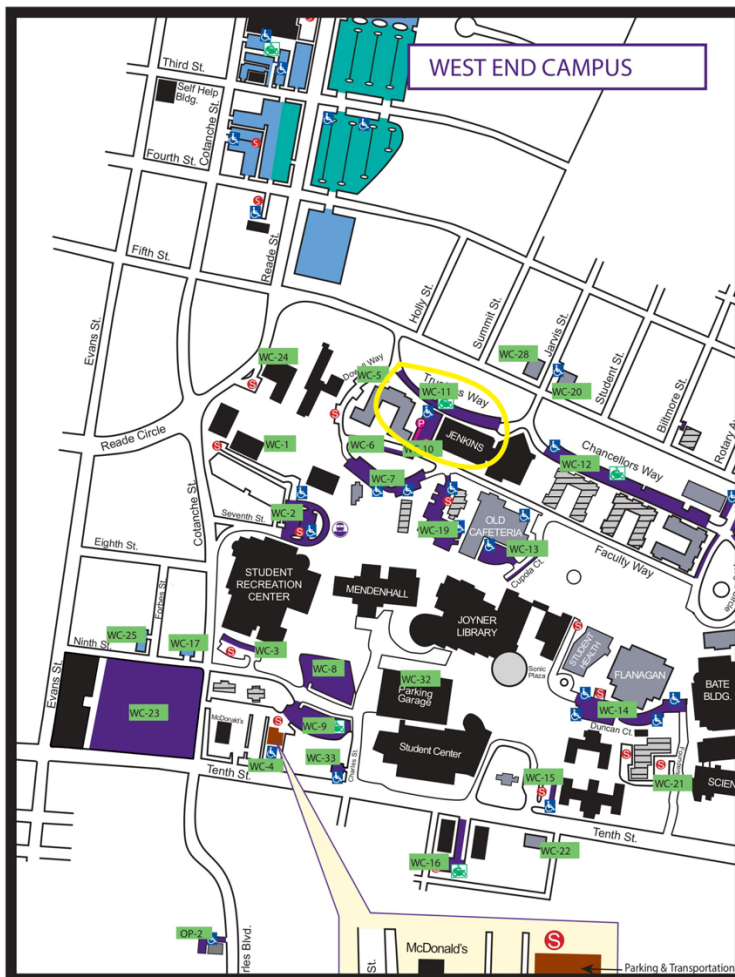 WEST END CAMPUS
Third St.
Self Help
Bldg.
Cotanche St.
Fourth St.
Reade St.
Fifth St.
Evans St.
Holly St.
Summit St.
Jarvis St.
WC-28
WC-20
Student St.
Biltmore St.
WC-24
WC-5
Trustees Way
WC-11
P
Reade Circle
WC-1
WC-6
WC-10
JENKINS
Chancellors Way
WC-12
WC-7
Cotanche St.
Seventh St.
WC-2
WC-19
OLD
CAFETERIA
WC-13
Cupola Ct.
Faculty Way
Eighth St.
STUDENT
RECREATION
CENTER
MENDENHALL
JOYNER
LIBRARY
Forbes St.
WC-25
WC-17
Ninth St.
WC-3
WC-8
WC-32
Parking
Garage
Sonic
Plaza
STUDENT
HEALTH
FLANAGAN
BATE
BLDG.
Evans St.
WC-23
McDonald's
WC-9
WC-14
Duncan Ct.
Student Center
WC-4
WC-33
Charles St.
WC-15
WC-21
SCIEN
Tenth St.
Tenth St.
WC-16
WC-22
OP-2
rles Blvd.
St.
McDonald's
S
Parking & Transportation